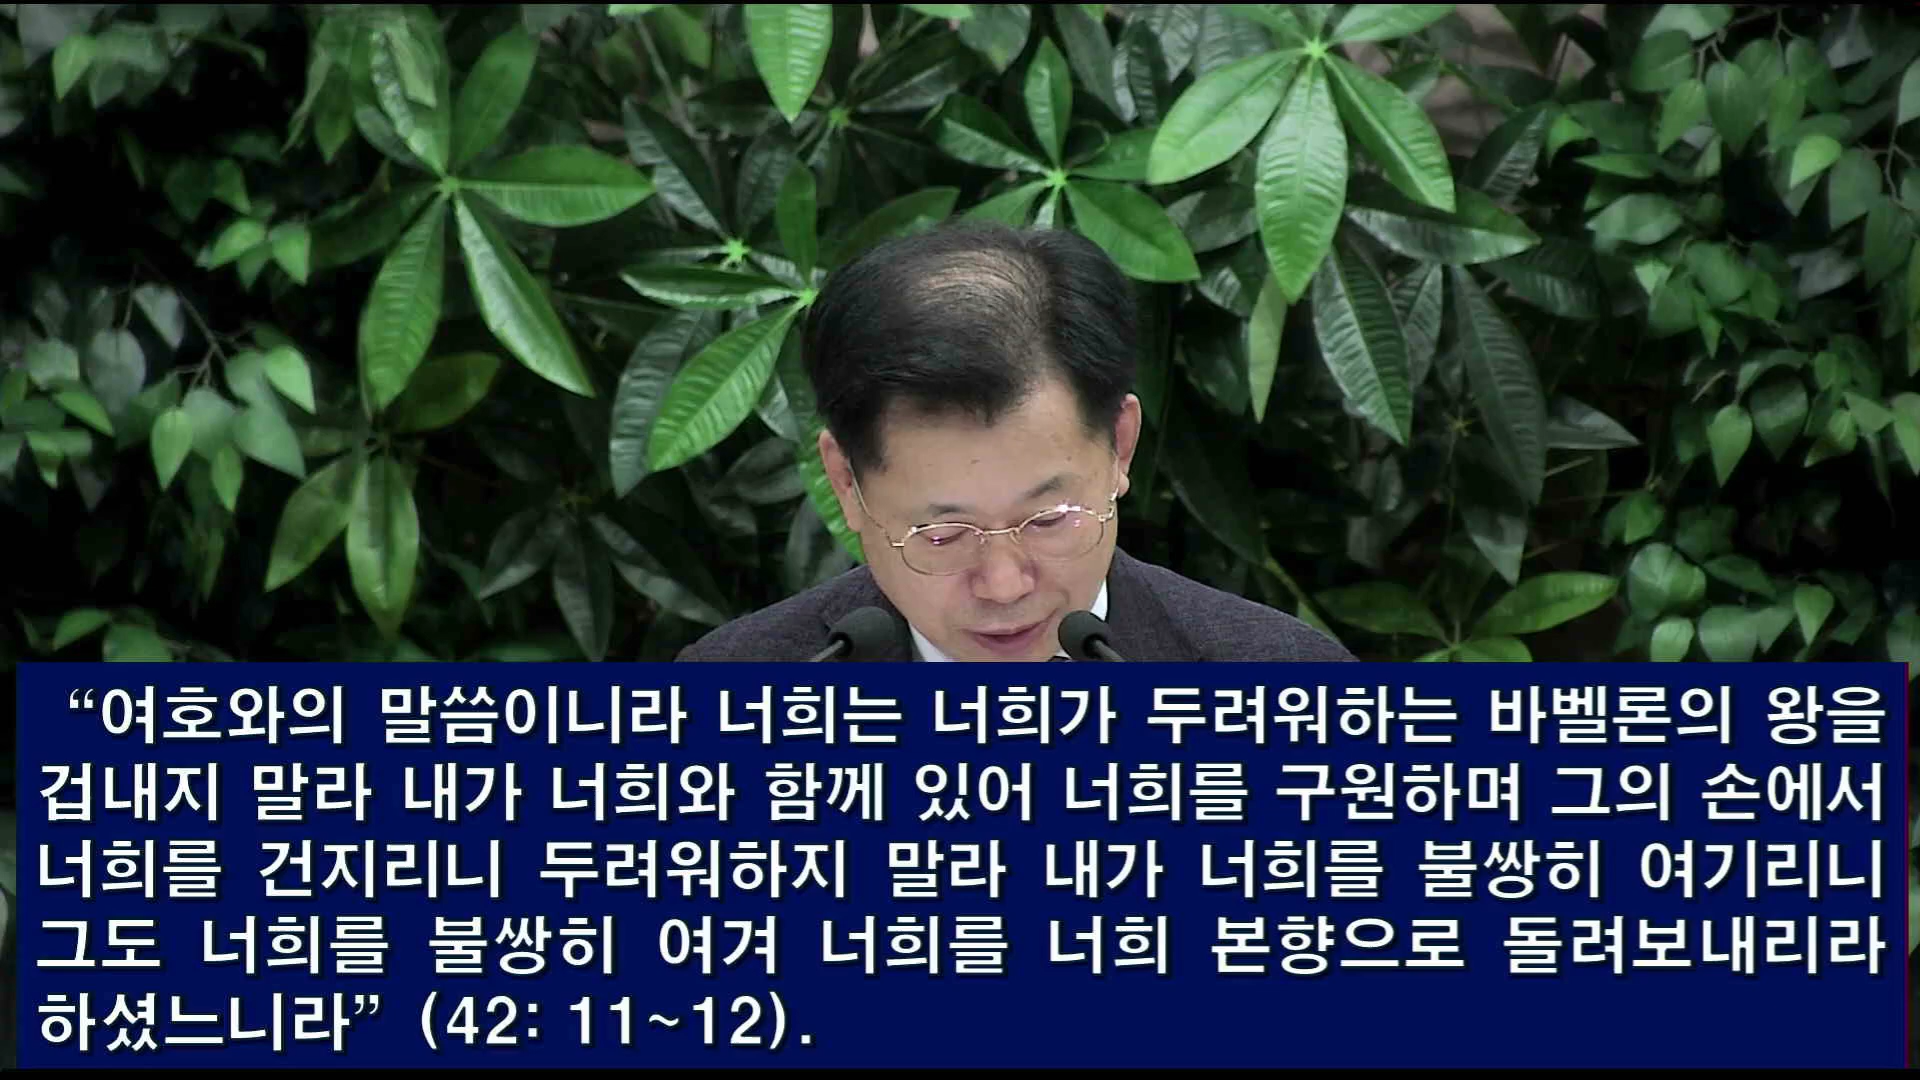 “여호와의 말씀이니라 너희는 너희가 두려워하는 바벨론의 왕을
겁내지 말라 내가 너희와 함께 있어 너희를 구원하며 그의 손에서
너희를 건지리니 두려워하지 말라 내가 너희를 불쌍히 여기리니
그도 너희를 불쌍히 여겨 너희를 너희 본향으로 돌려보내리라
하셨느니라” (42: 11~12).